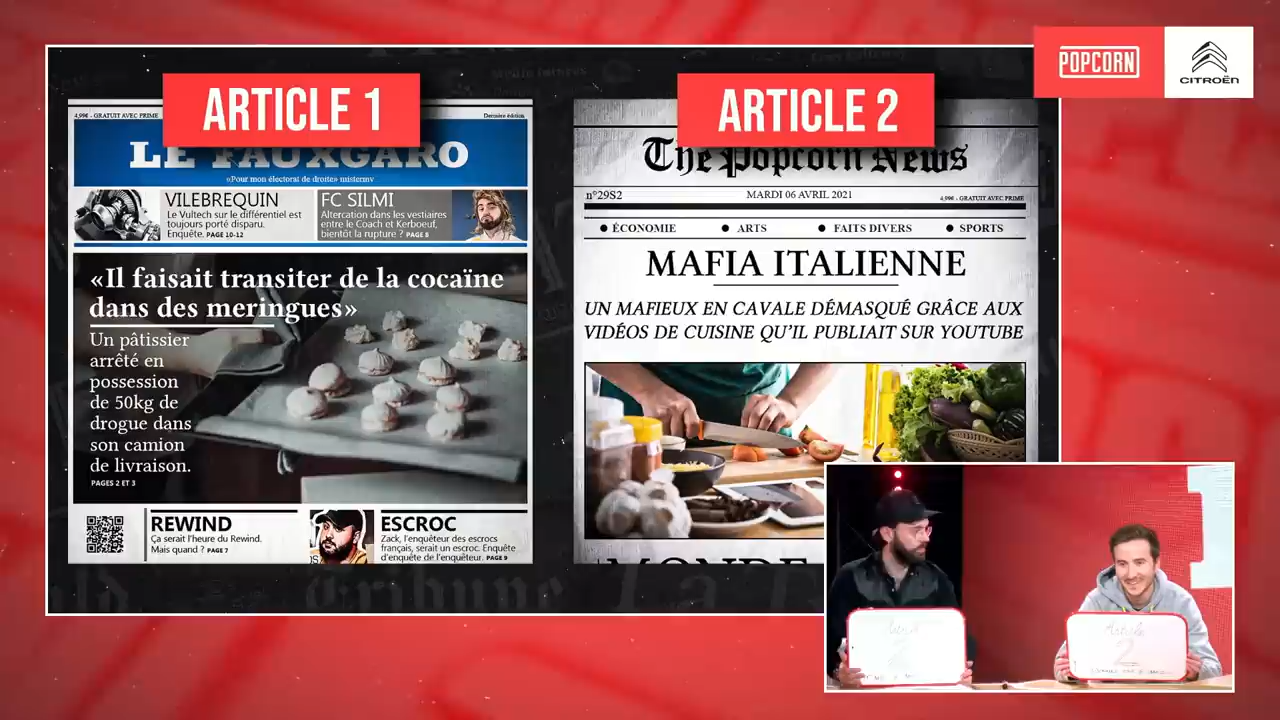 POPCORN
CITROËN
ARTICLE 1
4,99€ - GRATUIT AVEC PRIME
Dernière édition
LE FAUXGARO
«Pour mon électorat de droite» mistermv
VILEBREQUIN
Le Vultech sur le différentiel est
toujours porté disparu.
Enquête. PAGE 10-12
FC SILMI
Altercation dans les vestiaires
entre le Coach et Kerboeuf,
bientôt la rupture ? PAGE 8
«Il faisait transiter de la cocaïne
dans des meringues»
Un pâtissier
arrêté en
possession
de 50kg de
drogue dans
son camion
de livraison.
PAGES 2 ET 3
REWIND
Ça serait l'heure du Rewind.
Mais quand ? PAGE 7
ESCROC
Zack, l'enquêteur des escrocs
français, serait un escroc. Enquête
d'enquête de l'enquêteur. PAGE 9
ARTICLE 2
The Popcorn News
n°29S2
MARDI 06 AVRIL 2021
4,99€ - GRATUIT AVEC PRIME
● ÉCONOMIE ● ARTS ● FAITS DIVERS ● SPORTS
MAFIA ITALIENNE
UN MAFIEUX EN CAVALE DÉMASQUÉ GRÂCE AUX
VIDÉOS DE CUISINE QU'IL PUBLIAIT SUR YOUTUBE
MONDE
Article
2
Tribune